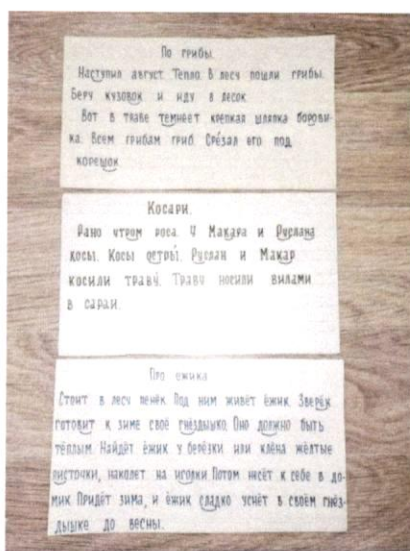 По грибы.
Наступил август. Тепло. В лесу пошли грибы.
Беру кузовок и иду в лесок.
Вот в траве темнеет крепкая шляпка борови-
ка. Всем грибам гриб. Срезал его под
корешок.
Косари.
Рано утром роса. У Макара и Руслана
косы. Косы остры. Руслан и Макар
косили траву. Траву носили вилами
в сараи.
Про ёжика
Стоит в лесу пенёк. Под ним живёт ёжик. Зверёк
готовит к зиме своё гнёздышко. Оно должно быть
тёплым. Найдёт ёжик у берёзки или клёна жёлтые
листочки, наколет на иголки. Потом несёт к себе в до-
мик. Придёт зима, и ёжик сладко уснёт в своём гнёз-
дышке до весны.